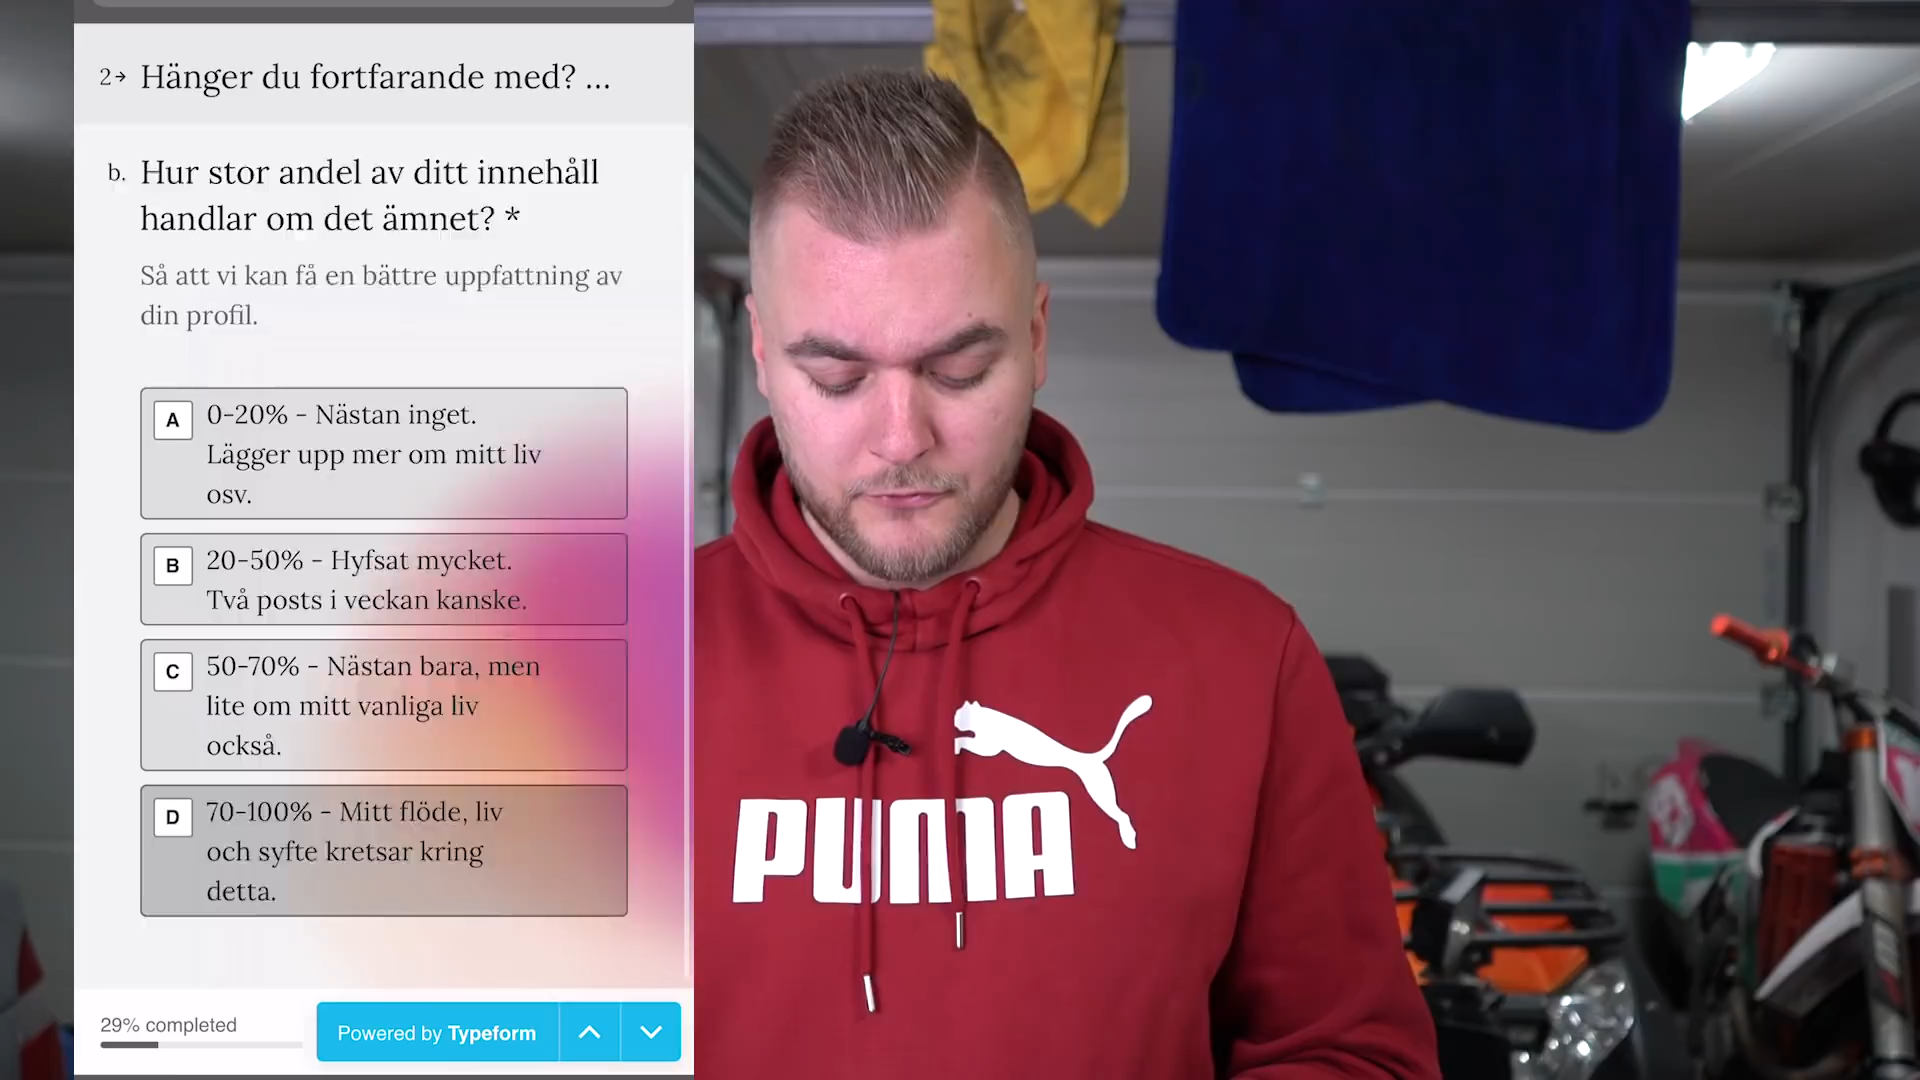 2→ Hänger du fortfarande med? ...
b. Hur stor andel av ditt innehåll
handlar om det ämnet? *
Så att vi kan få en bättre uppfattning av
din profil.
A 0-20% - Nästan inget.
Lägger upp mer om mitt liv
osv.
B 20-50% - Hyfsat mycket.
Två posts i veckan kanske.
C 50-70% - Nästan bara, men
lite om mitt vanliga liv
också.
D 70-100% - Mitt flöde, liv
och syfte kretsar kring
detta.
29% completed
Powered by Typeform
PUMA